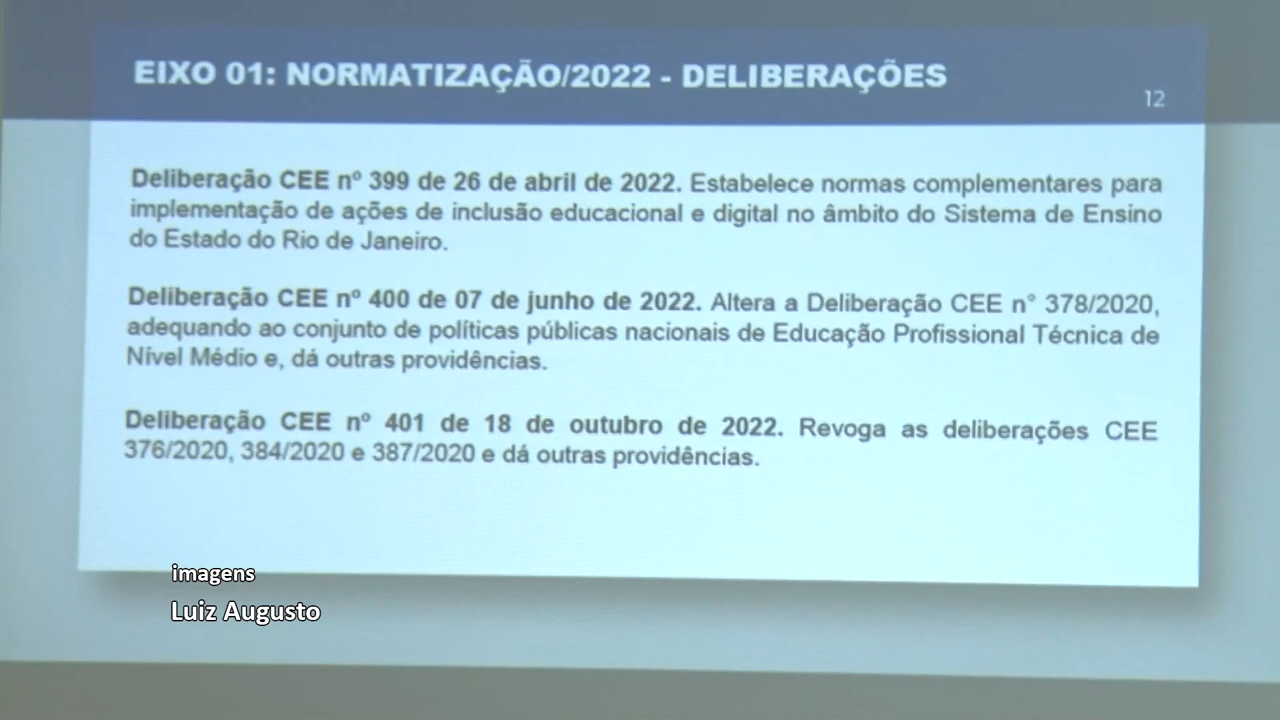 EIXO 01: NORMATIZAÇÃO/2022 - DELIBERAÇÕES
12
Deliberação CEE nº 399 de 26 de abril de 2022. Estabelece normas complementares para
implementação de ações de inclusão educacional e digital no âmbito do Sistema de Ensino
do Estado do Rio de Janeiro.
Deliberação CEE nº 400 de 07 de junho de 2022. Altera a Deliberação CEE n° 378/2020,
adequando ao conjunto de políticas públicas nacionais de Educação Profissional Técnica de
Nível Médio e, dá outras providências.
Deliberação CEE nº 401 de 18 de outubro de 2022. Revoga as deliberações CEE
376/2020, 384/2020 e 387/2020 e dá outras providências.
imagens
Luiz Augusto